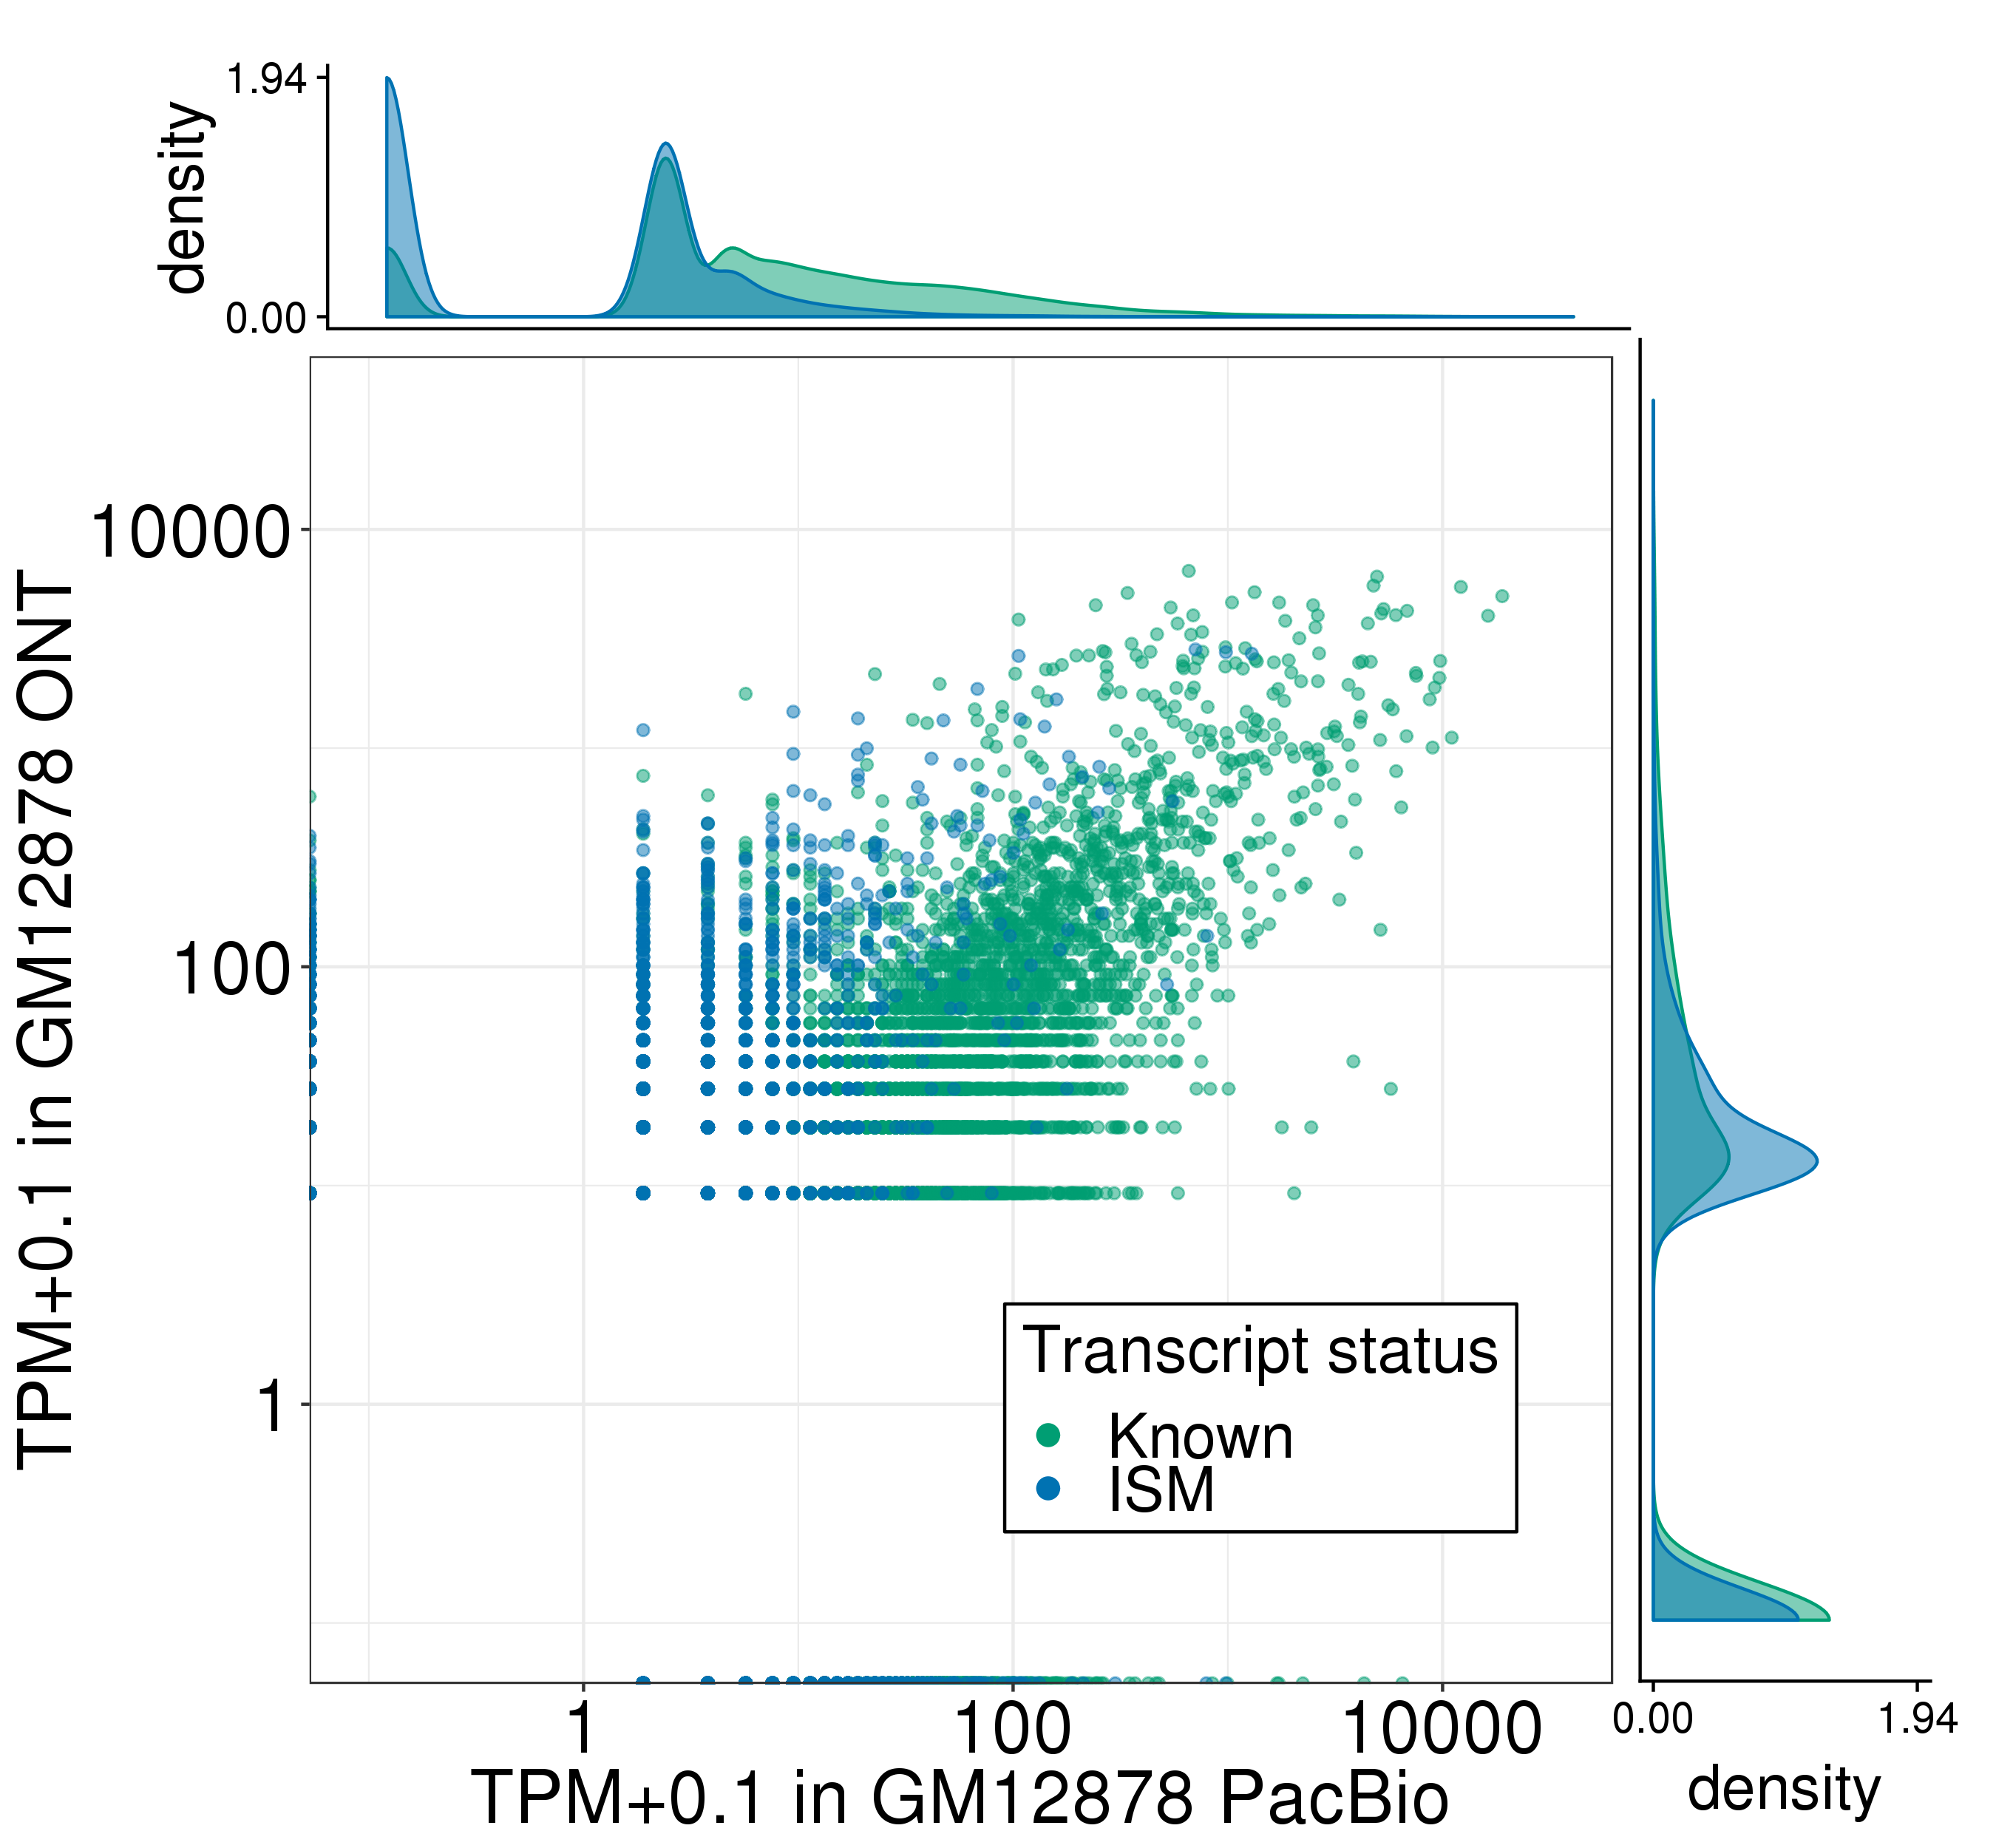 1.94
density
0.00
10000
TPM+0.1 in GM12878 ONT
100
1
Transcript status
Known
ISM
1
100
10000
TPM+0.1 in GM12878 PacBio
0.00
1.94
density